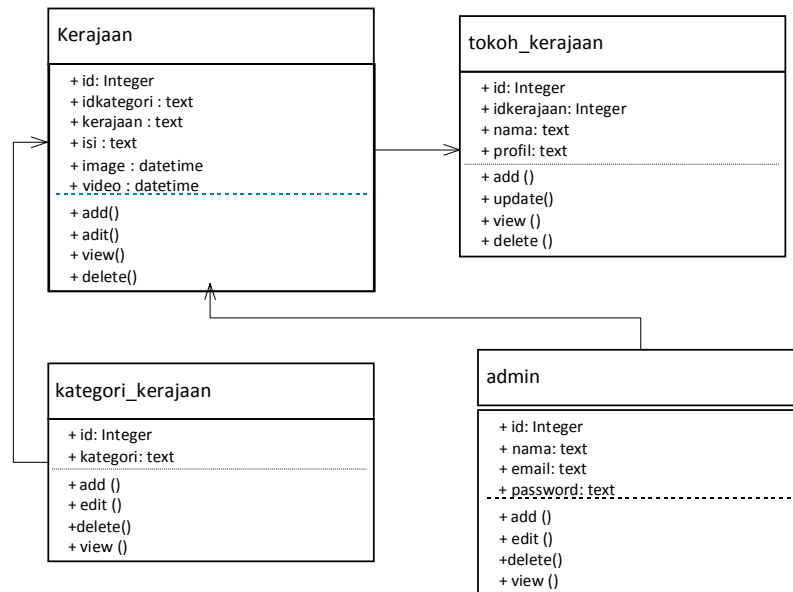 Kerajaan
+ id: Integer
+ idkategori : text
+ kerajaan : text
+ isi : text
+ image : datetime
+ video : datetime
+ add()
+ adit()
+ view()
+ delete()
tokoh_kerajaan
+ id: Integer
+ idkerajaan: Integer
+ nama: text
+ profil: text
+ add ()
+ update()
+ view ()
+ delete ()
kategori_kerajaan
+ id: Integer
+ kategori: text
+ add ()
+ edit ()
+delete()
+ view ()
admin
+ id: Integer
+ nama: text
+ email: text
+ password: text
+ add ()
+ edit ()
+delete()
+ view ()